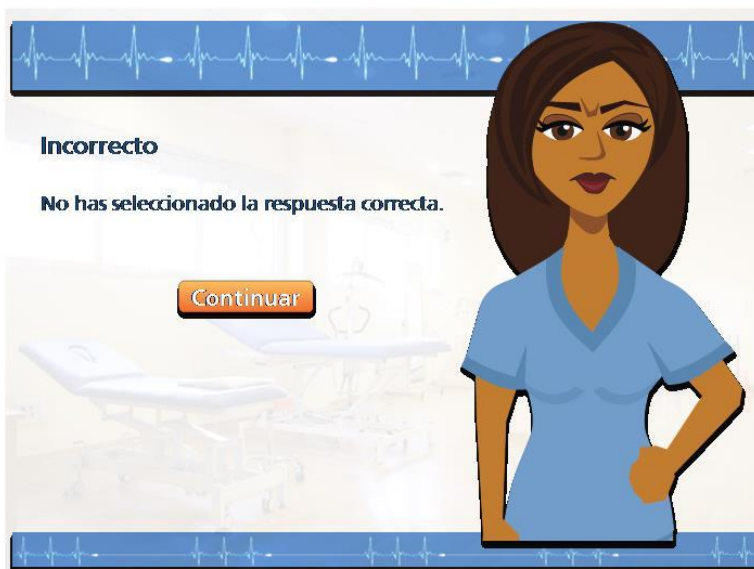 Incorrecto
No has seleccionado la respuesta correcta.
Continuar